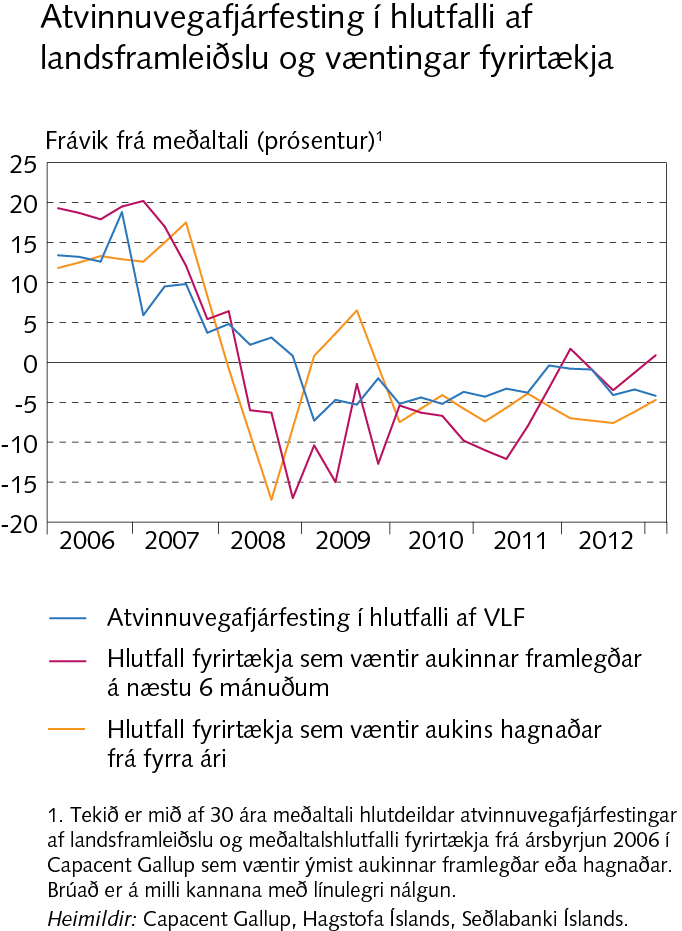 Atvinnuvegafjárfesting í hlutfalli af
landsframleiðslu og væntingar fyrirtækja
Frávik frá meðaltali (prósentur)¹
25
20
15
10
5
0
-5
-10
-15
-20
2006 2007 2008 2009 2010 2011 2012
Atvinnuvegafjárfesting í hlutfalli af VLF
Hlutfall fyrirtækja sem væntir aukinnar framlegðar
á næstu 6 mánuðum
Hlutfall fyrirtækja sem væntir aukins hagnaðar
frá fyrra ári
1. Tekið er mið af 30 ára meðaltali hlutdeildar atvinnuvegafjárfestingar
af landsframleiðslu og meðaltalshlutfalli fyrirtækja frá ársbyrjun 2006 í
Capacent Gallup sem væntir ýmist aukinnar framlegðar eða hagnaðar.
Brúað er á milli kannana með línulegri nálgun.
Heimildir: Capacent Gallup, Hagstofa Íslands, Seðlabanki Íslands.